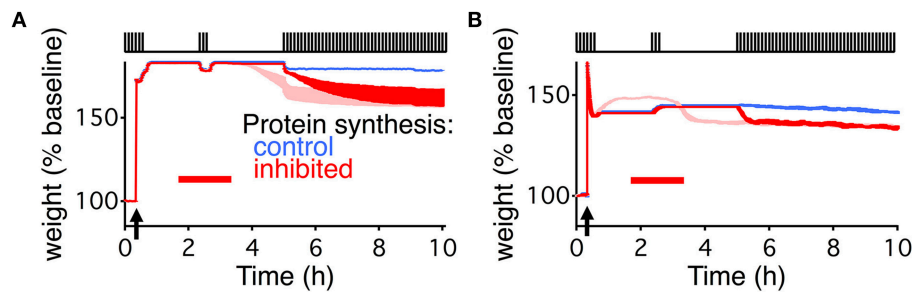 A
weight (% baseline)
150
100
Protein synthesis:
control
inhibited
0
2
4
6
8
10
Time (h)
B
weight (% baseline)
150
100
0
2
4
6
8
10
Time (h)